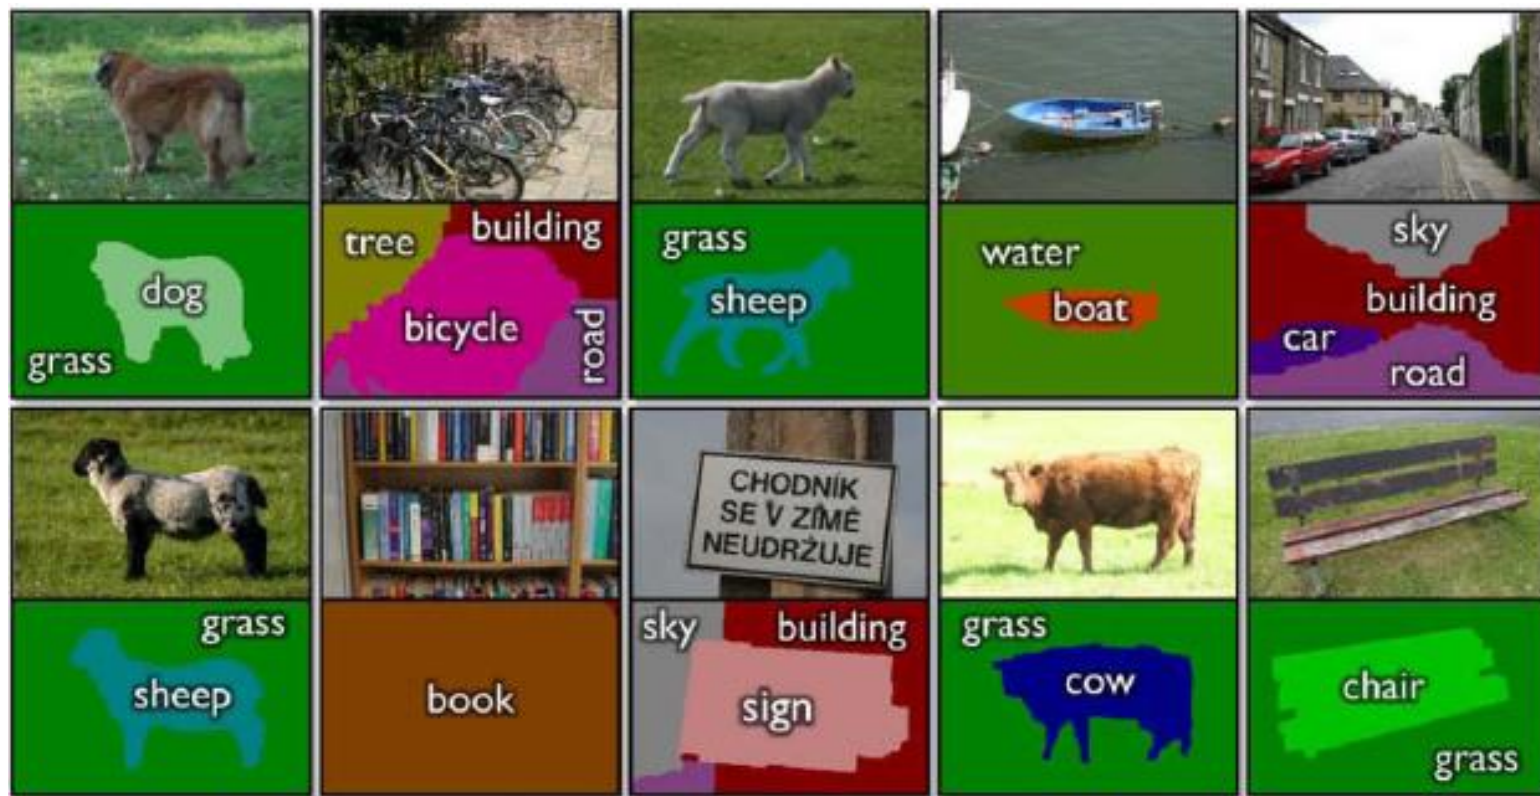 tree
building
grass
water
sky
dog
sheep
boat
building
bicycle
road
car
grass
road
CHODNÍK
SE V ZIMĚ
NEUDRŽUJE
grass
sky
building
grass
sheep
book
sign
cow
chair
grass